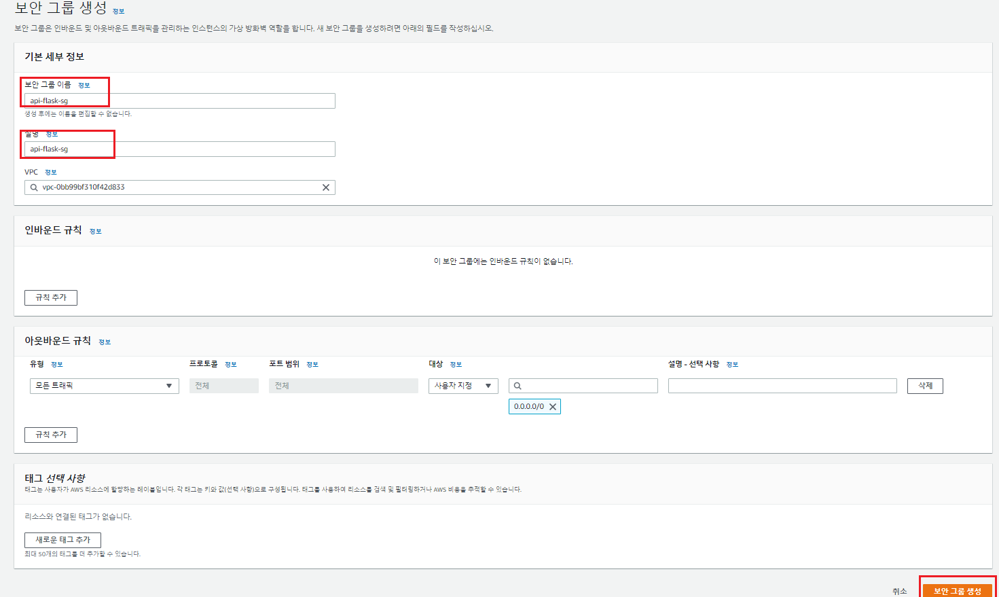 보안 그룹 생성 정보
보안 그룹은 인바운드 및 아웃바운드 트래픽을 관리하는 인스턴스의 가상 방화벽 역할을 합니다. 새 보안 그룹을 생성하려면 아래의 필드를 작성하십시오.
기본 세부 정보
보안 그룹 이름 정보
api-flask-sg
생성 후에는 이름을 편집할 수 없습니다.
설명 정보
api-flask-sg
VPC 정보
vpc-0bb99bf310f42d833
인바운드 규칙 정보
이 보안 그룹에는 인바운드 규칙이 없습니다.
규칙 추가
아웃바운드 규칙 정보
유형 정보 프로토콜 정보 포트 범위 정보 대상 정보 설명 - 선택 사항 정보
모든 트래픽 전체 전체 사용자 지정 삭제
0.0.0.0/0
규칙 추가
태그 선택 사항
태그는 사용자가 AWS 리소스에 할당하는 레이블입니다. 각 태그는 키와 값(선택 사항)으로 구성됩니다. 태그를 사용하여 리소스를 검색 및 필터링하거나 AWS 비용을 추적할 수 있습니다.
리소스와 연결된 태그가 없습니다.
새로운 태그 추가
최대 50개의 태그를 더 추가할 수 있습니다.
취소 보안 그룹 생성